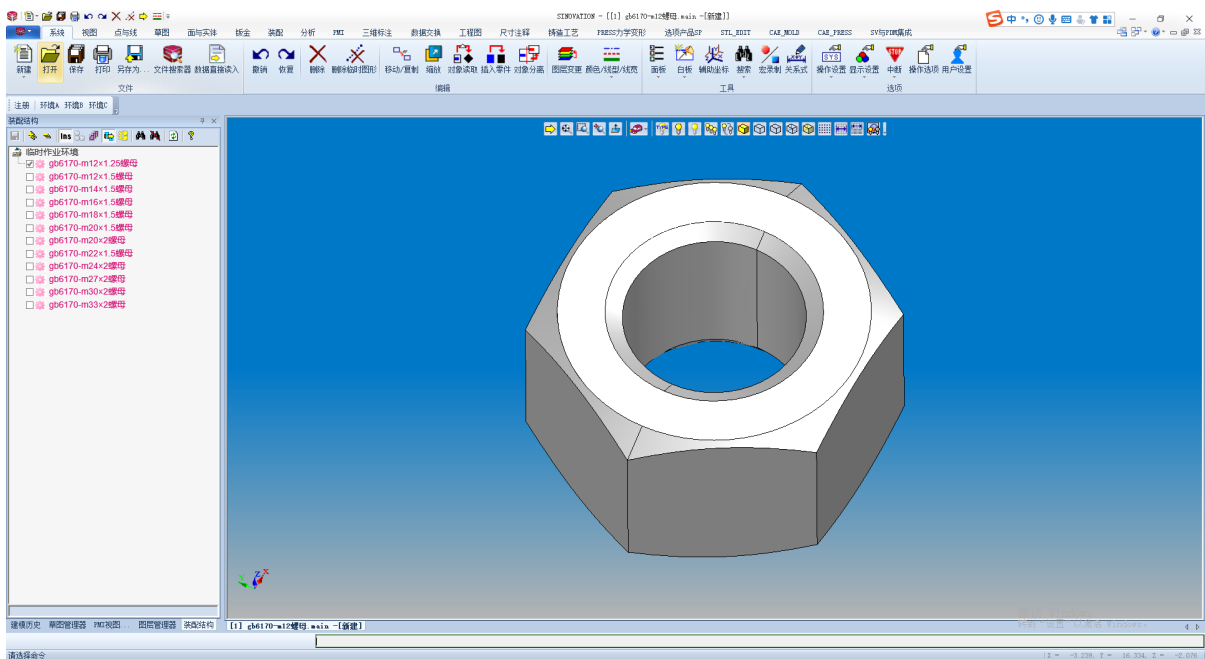 SINOVATION - [[1] gb6170-m12螺母.main -[新建]]
系统 视图 点与线 草图 面与实体 钣金 装配 分析 PMI 三维标注 数据交换 工程图 尺寸注释 铸造工艺 PRESS力学变形 选项产品SF STL_EDIT CAE_MOLD CAE_PRESS SV与PDM集成
新建 打开 保存 打印 另存为... 文件搜索器 数据直接读入 撤销 恢复 删除 删除临时图形 移动/复制 缩放 对象读取 插入零件 对象分离 图层变更 颜色/线型/线宽 面板 白板 辅助坐标 搜索 宏录制 关系式 操作设置 显示设置 中断 操作选项 用户设置
文件 编辑 工具 选项
注册 环境A 环境B 环境C
装配结构
Ins
临时作业环境
gb6170-m12×1.25螺母
gb6170-m12×1.5螺母
gb6170-m14×1.5螺母
gb6170-m16×1.5螺母
gb6170-m18×1.5螺母
gb6170-m20×1.5螺母
gb6170-m20×2螺母
gb6170-m22×1.5螺母
gb6170-m24×2螺母
gb6170-m27×2螺母
gb6170-m30×2螺母
gb6170-m33×2螺母
建模历史 草图管理器 PMI视图... 图层管理器 装配结构 [1] gb6170-m12螺母.main -[新建]
请选择命令 X = -3.239, Y = 16.334, Z = -2.076